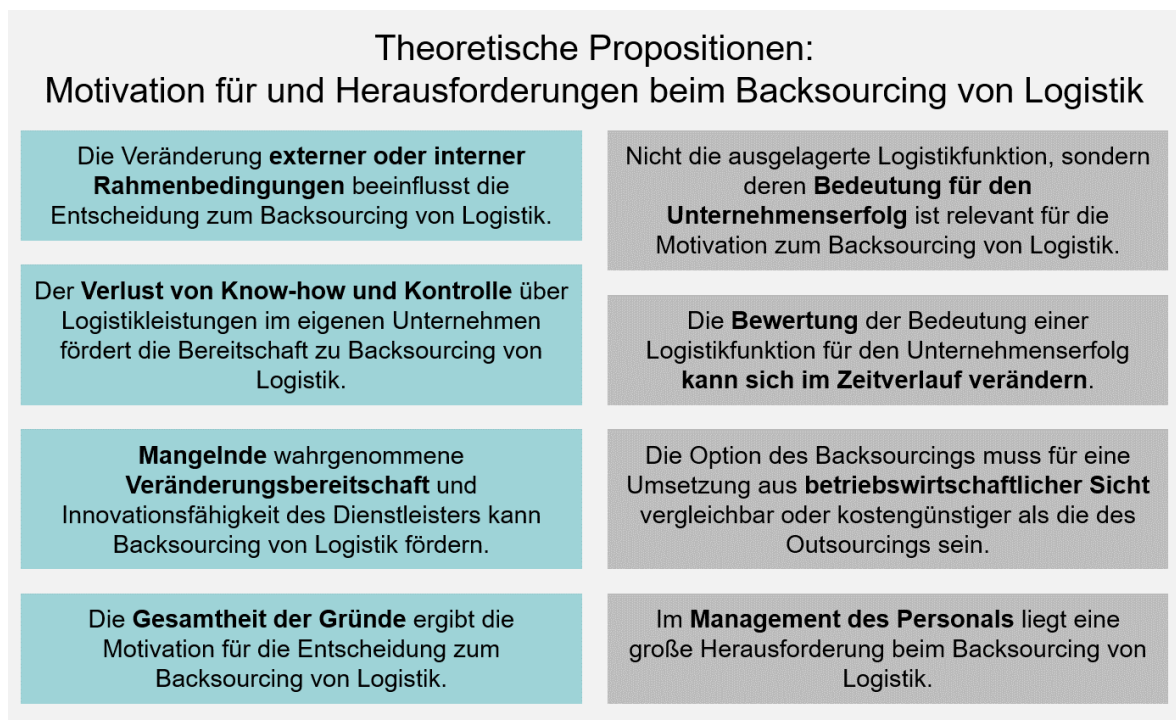 Theoretische Propositionen:
Motivation für und Herausforderungen beim Backsourcing von Logistik
Die Veränderung externer oder interner
Rahmenbedingungen beeinflusst die
Entscheidung zum Backsourcing von Logistik.
Der Verlust von Know-how und Kontrolle über
Logistikleistungen im eigenen Unternehmen
fördert die Bereitschaft zu Backsourcing von
Logistik.
Mangelnde wahrgenommene
Veränderungsbereitschaft und
Innovationsfähigkeit des Dienstleisters kann
Backsourcing von Logistik fördern.
Die Gesamtheit der Gründe ergibt die
Motivation für die Entscheidung zum
Backsourcing von Logistik.
Nicht die ausgelagerte Logistikfunktion, sondern
deren Bedeutung für den
Unternehmenserfolg ist relevant für die
Motivation zum Backsourcing von Logistik.
Die Bewertung der Bedeutung einer
Logistikfunktion für den Unternehmenserfolg
kann sich im Zeitverlauf verändern.
Die Option des Backsourcings muss für eine
Umsetzung aus betriebswirtschaftlicher Sicht
vergleichbar oder kostengünstiger als die des
Outsourcings sein.
Im Management des Personals liegt eine
große Herausforderung beim Backsourcing von
Logistik.